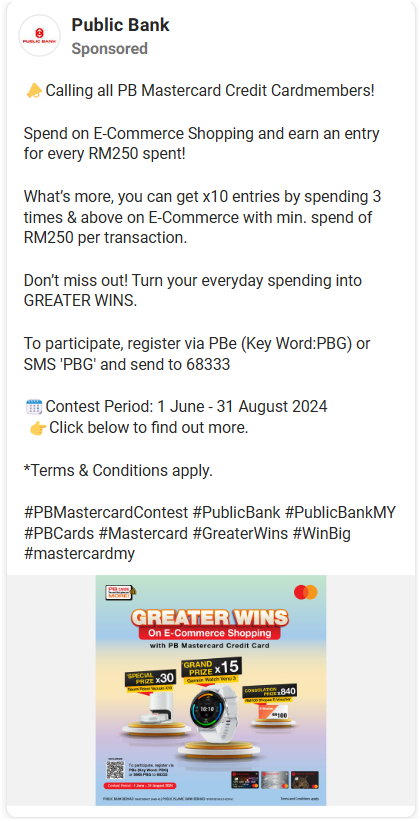 Public Bank
Sponsored
PUBLIC BANK
Calling all PB Mastercard Credit Cardmembers!
Spend on E-Commerce Shopping and earn an entry
for every RM250 spent!
What's more, you can get x10 entries by spending 3
times & above on E-Commerce with min. spend of
RM250 per transaction.
Don't miss out! Turn your everyday spending into
GREATER WINS.
To participate, register via PBe (Key Word:PBG) or
SMS 'PBG' and send to 68333
Contest Period: 1 June - 31 August 2024
Click below to find out more.
*Terms & Conditions apply.
#PBMastercardContest #PublicBank #PublicBankMY
#PBCards #Mastercard #GreaterWins #WinBig
#mastercardmy
GREATER WINS
On E-Commerce Shopping
with PB Mastercard Credit Card
SPECIAL
PRIZE x30
GRAND
PRIZE x15
CONSOLATION
PRIZE x840
10:10
RM100
To participate, register via
PBe (Key Word: PBG)
or SMS PBG to 68333
Contest Period: 1 June - 31 August 2024
Terms and Conditions apply.